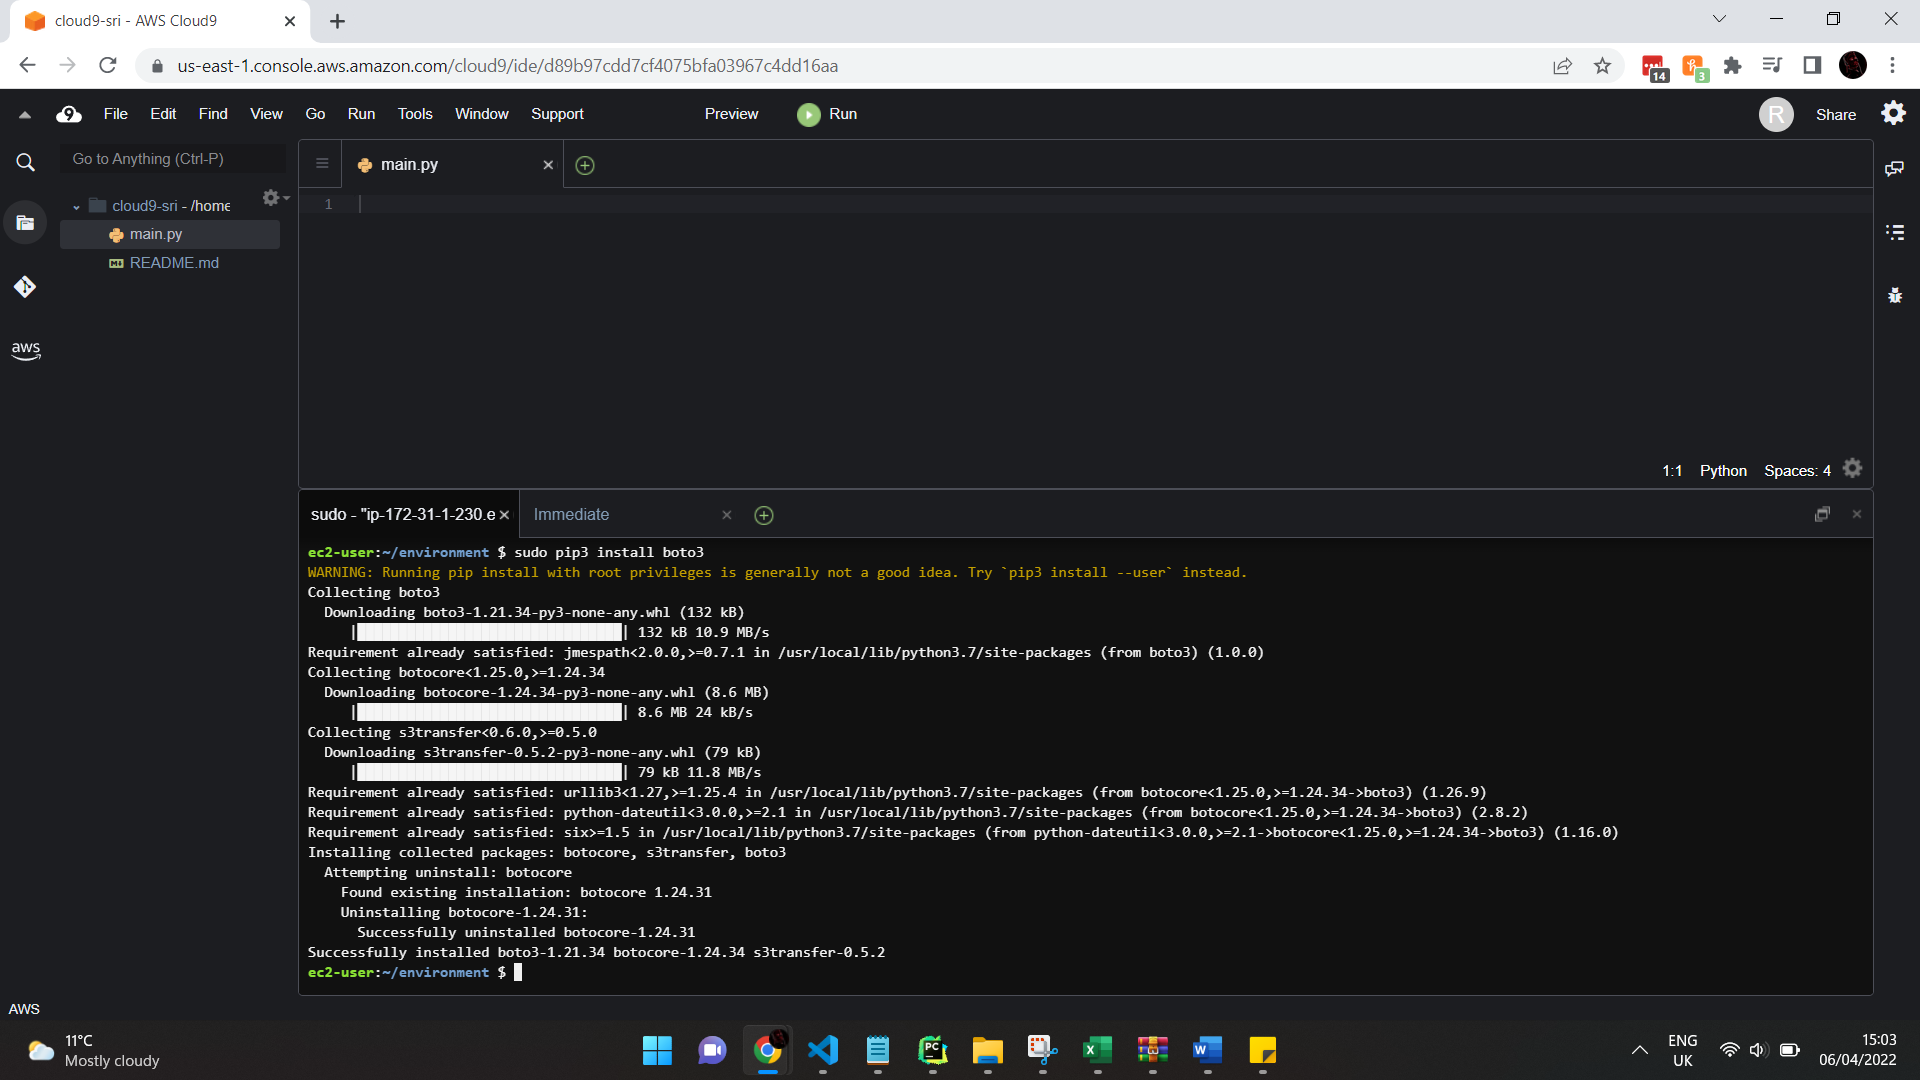 cloud9-sri - AWS Cloud9
us-east-1.console.aws.amazon.com/cloud9/ide/d89b97cdd7cf4075bfa03967c4dd16aa
14
3
9
File Edit Find View Go Run Tools Window Support Preview Run
R
Share
Go to Anything (Ctrl-P)
main.py
cloud9-sri - /home
1
main.py
README.md
aws
1:1 Python Spaces: 4
sudo - "ip-172-31-1-230.e
Immediate
ec2-user:~/environment $ sudo pip3 install boto3
WARNING: Running pip install with root privileges is generally not a good idea. Try `pip3 install --user` instead.
Collecting boto3
Downloading boto3-1.21.34-py3-none-any.whl (132 kB)
|████████████████████████████████| 132 kB 10.9 MB/s
Requirement already satisfied: jmespath<2.0.0,>=0.7.1 in /usr/local/lib/python3.7/site-packages (from boto3) (1.0.0)
Collecting botocore<1.25.0,>=1.24.34
Downloading botocore-1.24.34-py3-none-any.whl (8.6 MB)
|████████████████████████████████| 8.6 MB 24 kB/s
Collecting s3transfer<0.6.0,>=0.5.0
Downloading s3transfer-0.5.2-py3-none-any.whl (79 kB)
|████████████████████████████████| 79 kB 11.8 MB/s
Requirement already satisfied: urllib3<1.27,>=1.25.4 in /usr/local/lib/python3.7/site-packages (from botocore<1.25.0,>=1.24.34->boto3) (1.26.9)
Requirement already satisfied: python-dateutil<3.0.0,>=2.1 in /usr/local/lib/python3.7/site-packages (from botocore<1.25.0,>=1.24.34->boto3) (2.8.2)
Requirement already satisfied: six>=1.5 in /usr/local/lib/python3.7/site-packages (from python-dateutil<3.0.0,>=2.1->botocore<1.25.0,>=1.24.34->boto3) (1.16.0)
Installing collected packages: botocore, s3transfer, boto3
Attempting uninstall: botocore
Found existing installation: botocore 1.24.31
Uninstalling botocore-1.24.31:
Successfully uninstalled botocore-1.24.31
Successfully installed boto3-1.21.34 botocore-1.24.34 s3transfer-0.5.2
ec2-user:~/environment $
AWS
11°C
Mostly cloudy
PC
X
W
ENG
UK
15:03
06/04/2022